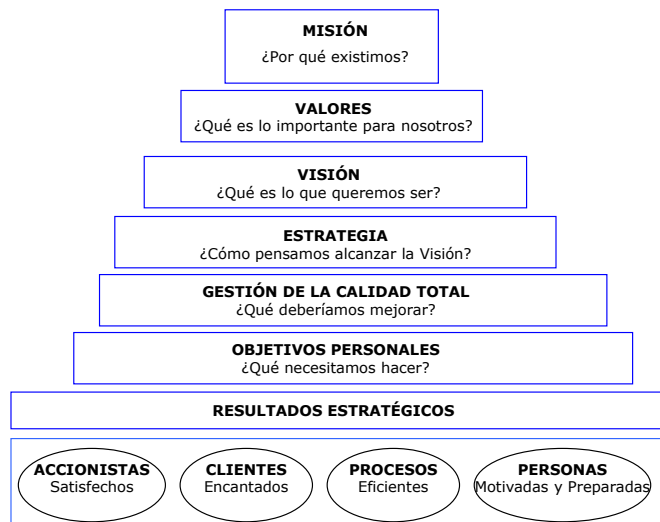 MISIÓN
¿Por qué existimos?
VALORES
¿Qué es lo importante para nosotros?
VISIÓN
¿Qué es lo que queremos ser?
ESTRATEGIA
¿Cómo pensamos alcanzar la Visión?
GESTIÓN DE LA CALIDAD TOTAL
¿Qué deberíamos mejorar?
OBJETIVOS PERSONALES
¿Qué necesitamos hacer?
RESULTADOS ESTRATÉGICOS
ACCIONISTAS
Satisfechos
CLIENTES
Encantados
PROCESOS
Eficientes
PERSONAS
Motivadas y Preparadas